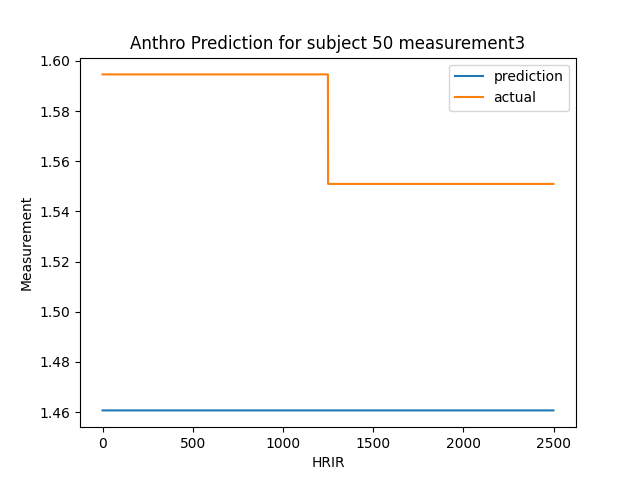 Anthro Prediction for subject 50 measurement3
prediction
actual
Measurement
1.60
1.58
1.56
1.54
1.52
1.50
1.48
1.46
0 500 1000 1500 2000 2500
HRIR